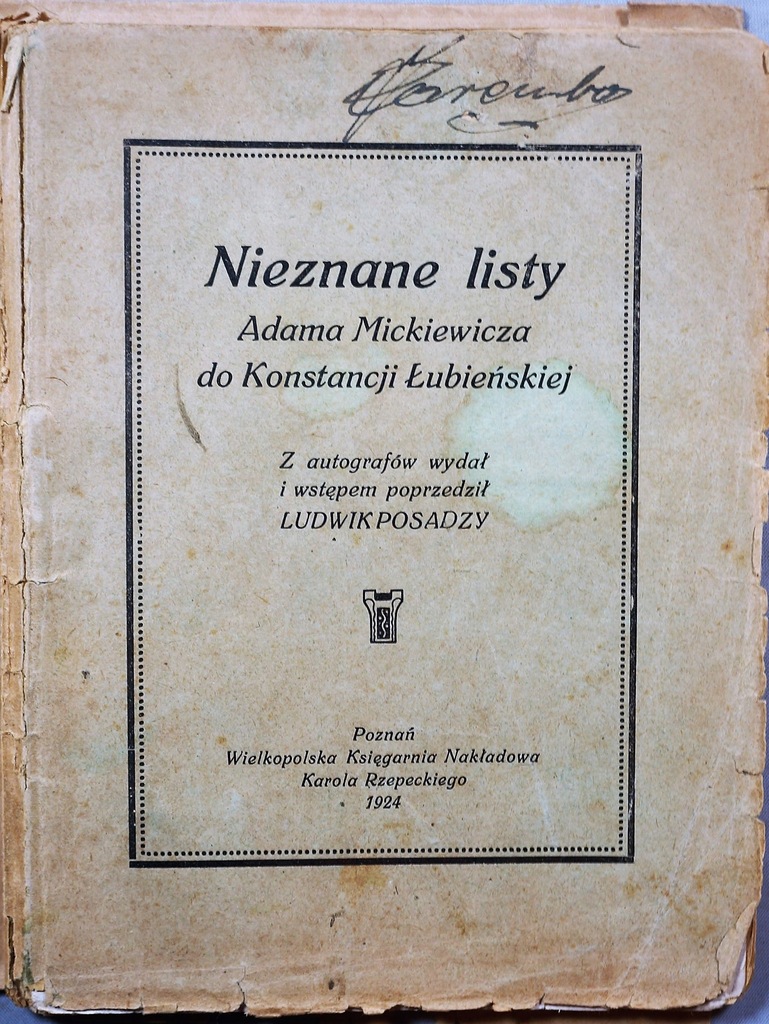 Zaremba
Nieznane listy
Adama Mickiewicza
do Konstancji Łubieńskiej
Z autografów wydał
i wstępem poprzedził
LUDWIK POSADZY
Poznań
Wielkopolska Księgarnia Nakładowa
Karola Rzepeckiego
1924